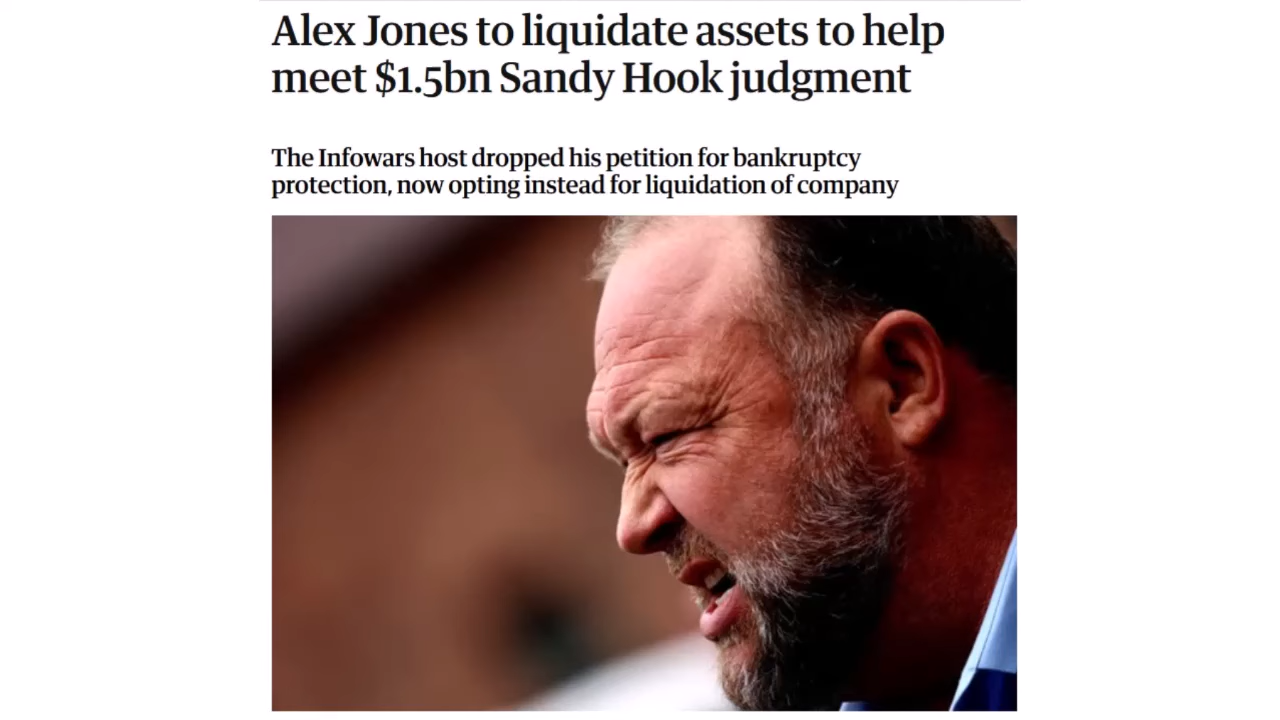 Alex Jones to liquidate assets to help
meet $1.5bn Sandy Hook judgment
The Infowars host dropped his petition for bankruptcy
protection, now opting instead for liquidation of company